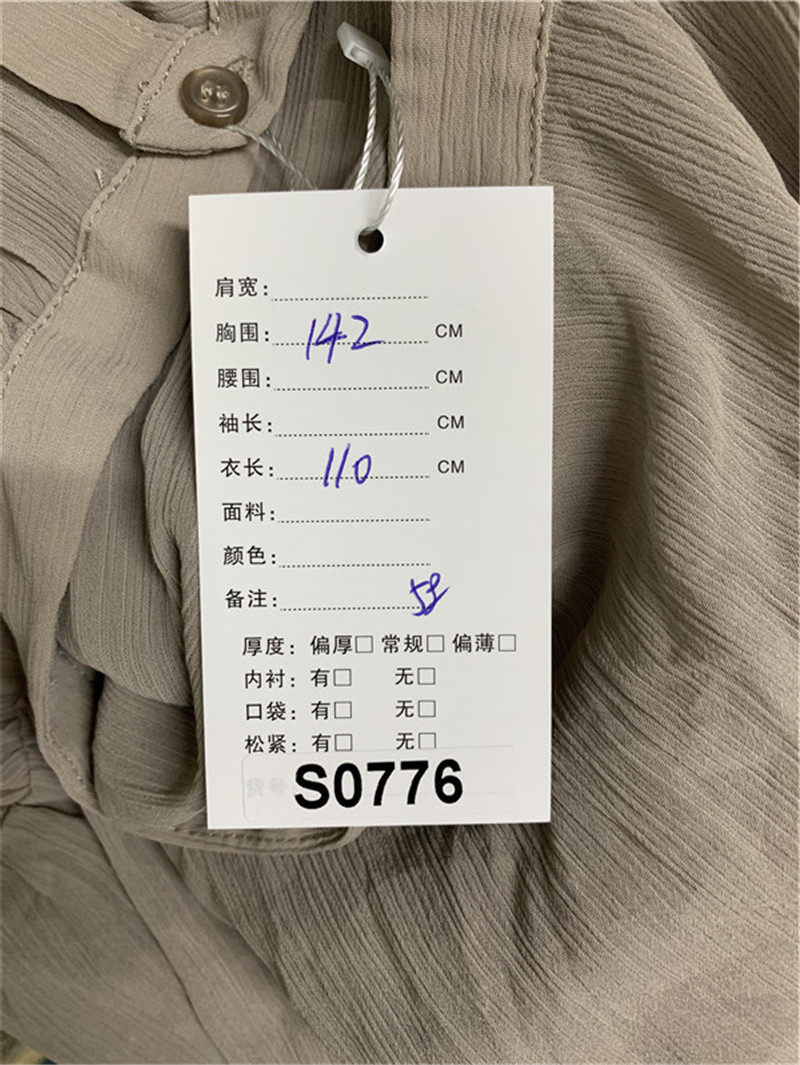 肩宽:
胸围: 142 CM
腰围: CM
袖长: CM
衣长: 110 CM
面料:
颜色:
备注:
厚度: 偏厚□ 常规□ 偏薄□
内衬: 有□ 无□
口袋: 有□ 无□
松紧: 有□ 无□
货号
S0776